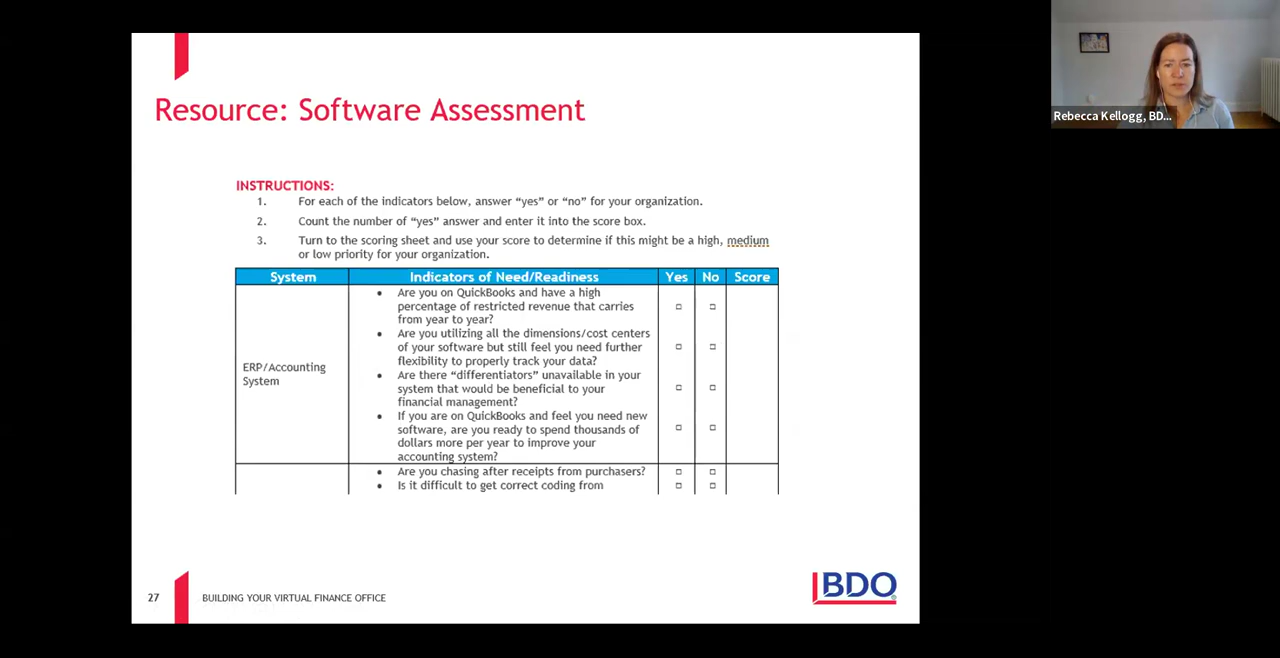 Resource: Software Assessment
INSTRUCTIONS:
1. For each of the indicators below, answer “yes” or “no” for your organization.
2. Count the number of “yes” answer and enter it into the score box.
3. Turn to the scoring sheet and use your score to determine if this might be a high, medium
or low priority for your organization.
System Indicators of Need/Readiness Yes No Score
ERP/Accounting
System
• Are you on QuickBooks and have a high
percentage of restricted revenue that carries
from year to year?
• Are you utilizing all the dimensions/cost centers
of your software but still feel you need further
flexibility to properly track your data?
• Are there “differentiators” unavailable in your
system that would be beneficial to your
financial management?
• If you are on QuickBooks and feel you need new
software, are you ready to spend thousands of
dollars more per year to improve your
accounting system?
• Are you chasing after receipts from purchasers?
• Is it difficult to get correct coding from
27 BUILDING YOUR VIRTUAL FINANCE OFFICE
BDO
Rebecca Kellogg, BD...